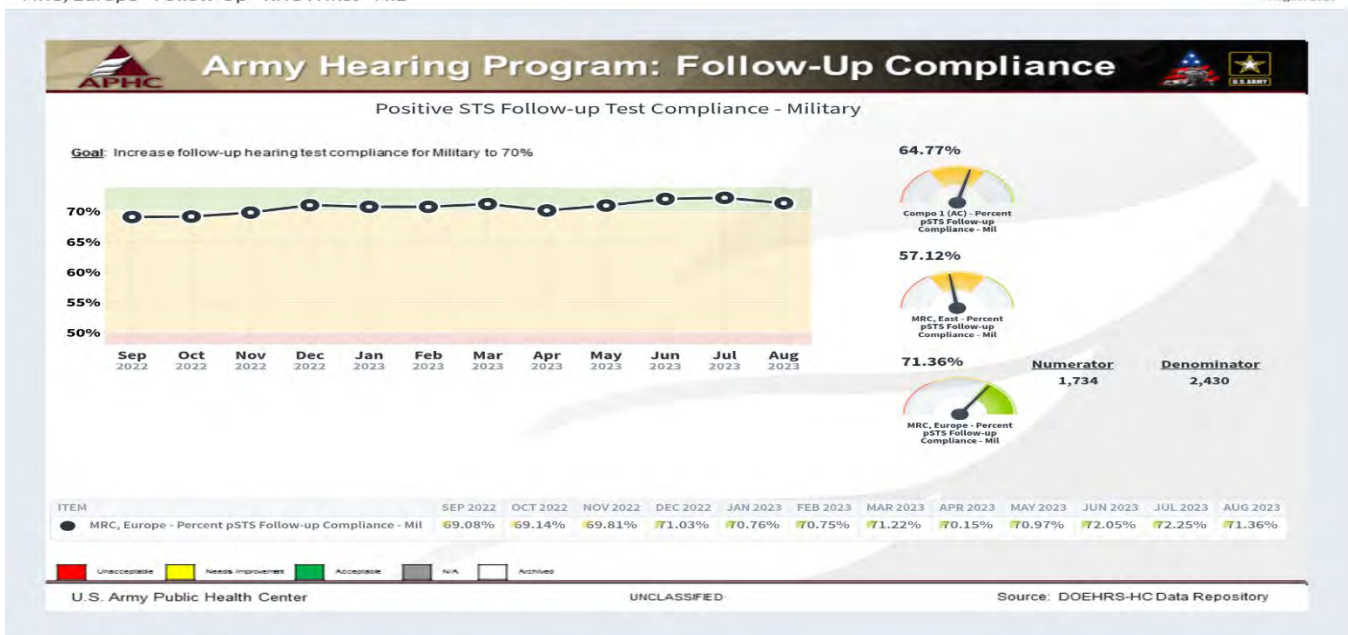 APHC
Army Hearing Program: Follow-Up Compliance
U.S. ARMY
Positive STS Follow-up Test Compliance - Military
Goal: Increase follow-up hearing test compliance for Military to 70%
70%
65%
60%
55%
50%
Sep Oct Nov Dec Jan Feb Mar Apr May Jun Jul Aug
2022 2022 2022 2022 2023 2023 2023 2023 2023 2023 2023 2023
64.77%
Compo 1 (AC) - Percent
pSTS Follow-up
Compliance - Mil
57.12%
MRC, East - Percent
pSTS Follow-up
Compliance - Mil
71.36%
MRC, Europe - Percent
pSTS Follow-up
Compliance - Mil
Numerator Denominator
1,734 2,430
ITEM SEP 2022 OCT 2022 NOV 2022 DEC 2022 JAN 2023 FEB 2023 MAR 2023 APR 2023 MAY 2023 JUN 2023 JUL 2023 AUG 2023
MRC, Europe - Percent pSTS Follow-up Compliance - Mil 69.08% 69.14% 69.81% 71.03% 70.76% 70.75% 71.22% 70.15% 70.97% 72.05% 72.25% 71.36%
Unacceptable Needs Improvement Acceptable N/A Archived
U.S. Army Public Health Center UNCLASSIFIED Source: DOEHRS-HC Data Repository